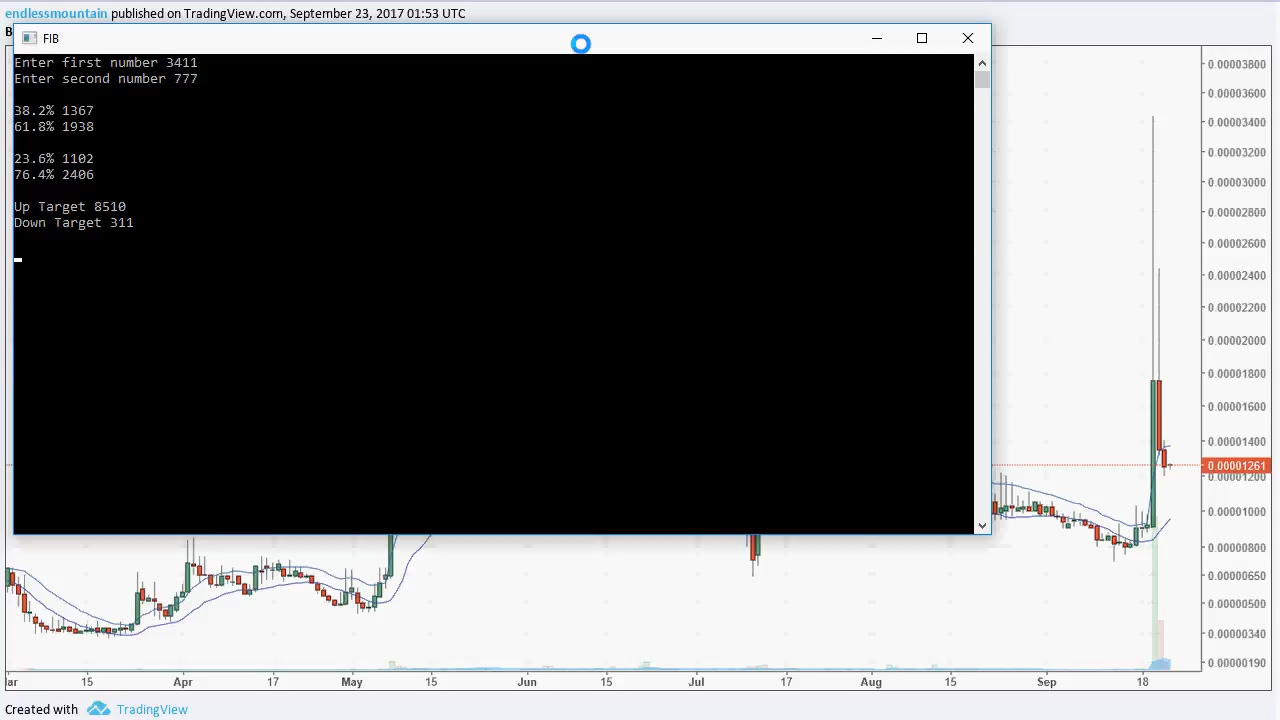 endlessmountain published on TradingView.com, September 23, 2017 01:53 UTC
B
FIB
Enter first number 3411
Enter second number 777
38.2% 1367
61.8% 1938
23.6% 1102
76.4% 2406
Up Target 8510
Down Target 311
0.00003800
0.00003600
0.00003400
0.00003200
0.00003000
0.00002800
0.00002600
0.00002400
0.00002200
0.00002000
0.00001800
0.00001600
0.00001400
0.00001261
0.00001200
0.00001000
0.00000800
0.00000650
0.00000500
0.00000340
0.00000190
ar 15 Apr 17 May 15 Jun 15 Jul 17 Aug 15 Sep 18
Created with TradingView